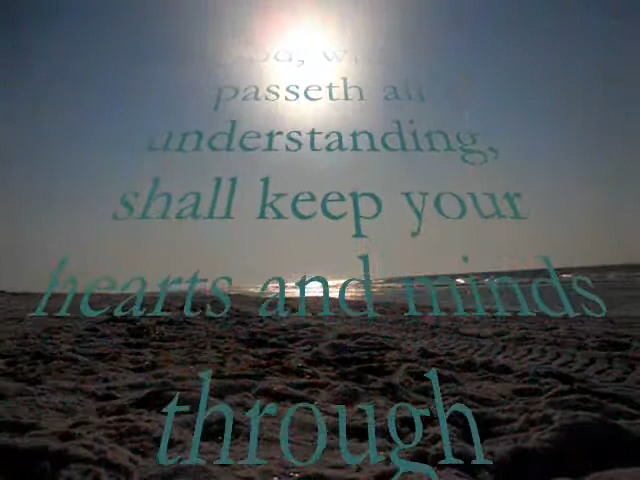 passeth all
understanding,
shall keep your
hearts and minds
through